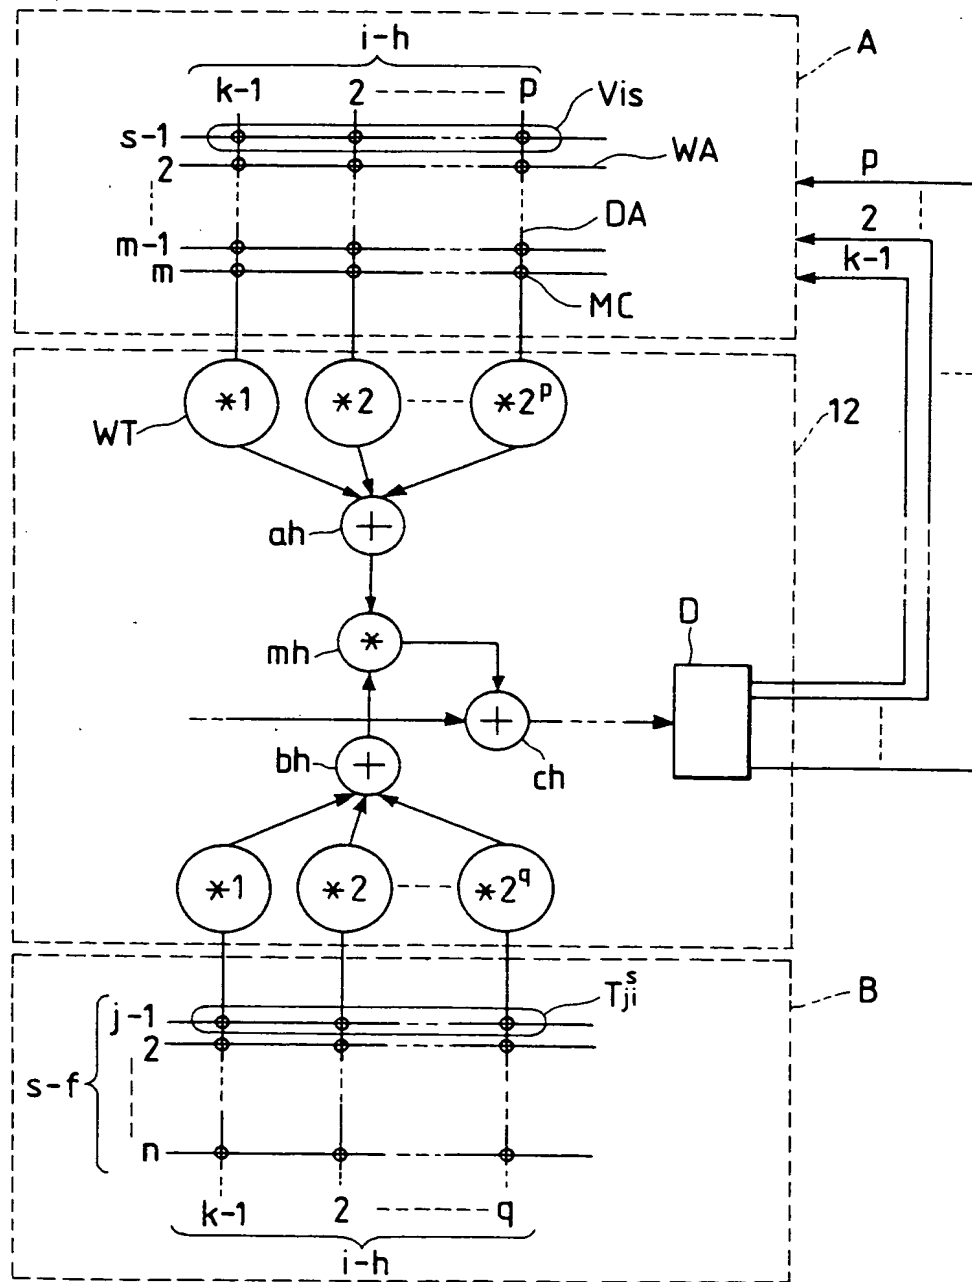 i-h
A
k-1 2 p
Vis
s-1
WA
2
p
DA
2
m-1
k-1
m
MC
*1 *2 *2^p
12
WT
+
ah
D
*
mh
+
bh
+
ch
*1 *2 *2^q
T_ji^s
B
j-1
2
s-f
n
k-1 2 q
i-h